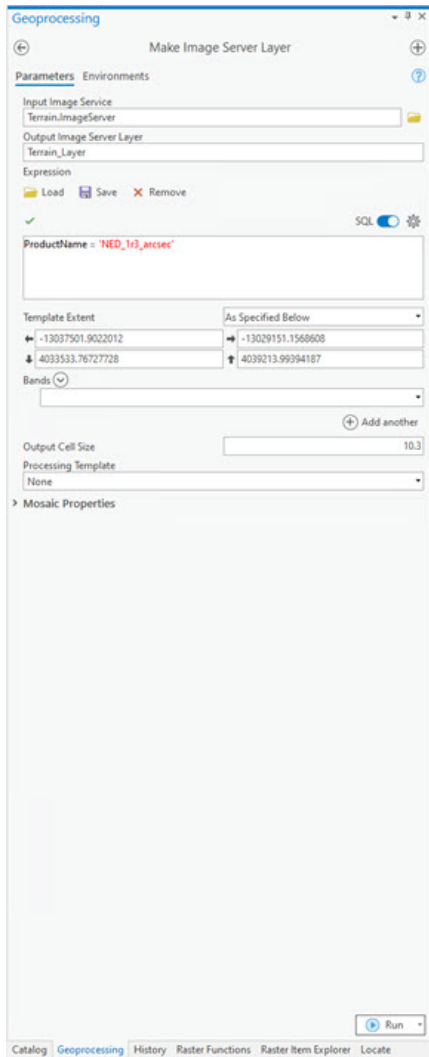 Geoprocessing
Make Image Server Layer
Parameters Environments
Input Image Service
Terrain.ImageServer
Output Image Server Layer
Terrain_Layer
Expression
Load Save Remove
SQL
ProductName = 'NED_1r3_arcsec'
Template Extent As Specified Below
-13037501.9022012 -13029151.1568608
4033533.76727728 4039213.99394187
Bands
Add another
Output Cell Size 10.3
Processing Template
None
Mosaic Properties
Run
Catalog Geoprocessing History Raster Functions Raster Item Explorer Locate